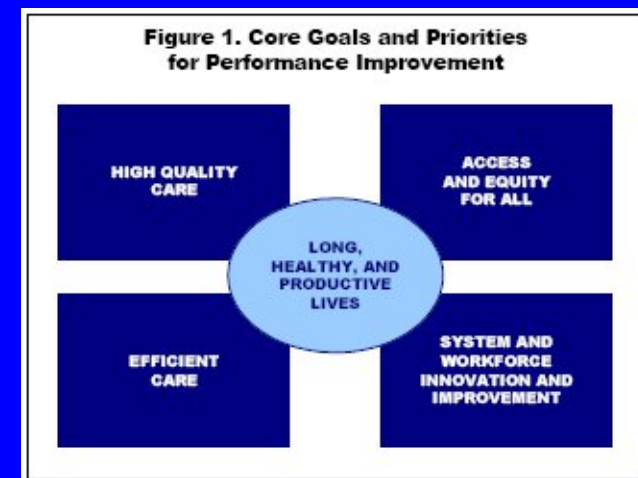 Figure 1. Core Goals and Priorities
for Performance Improvement
HIGH QUALITY
CARE
ACCESS
AND EQUITY
FOR ALL
LONG,
HEALTHY, AND
PRODUCTIVE
LIVES
EFFICIENT
CARE
SYSTEM AND
WORKFORCE
INNOVATION AND
IMPROVEMENT